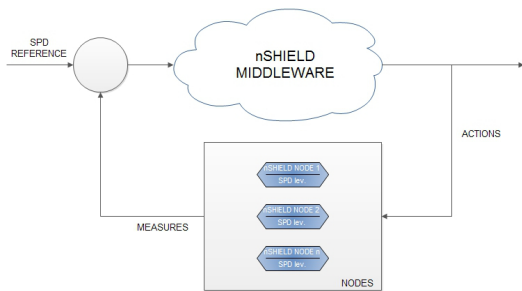 SPD
REFERENCE
nSHIELD
MIDDLEWARE
ACTIONS
nSHIELD NODE 1
SPD lev.
nSHIELD NODE 2
SPD lev.
nSHIELD NODE n
SPD lev.
MEASURES
NODES